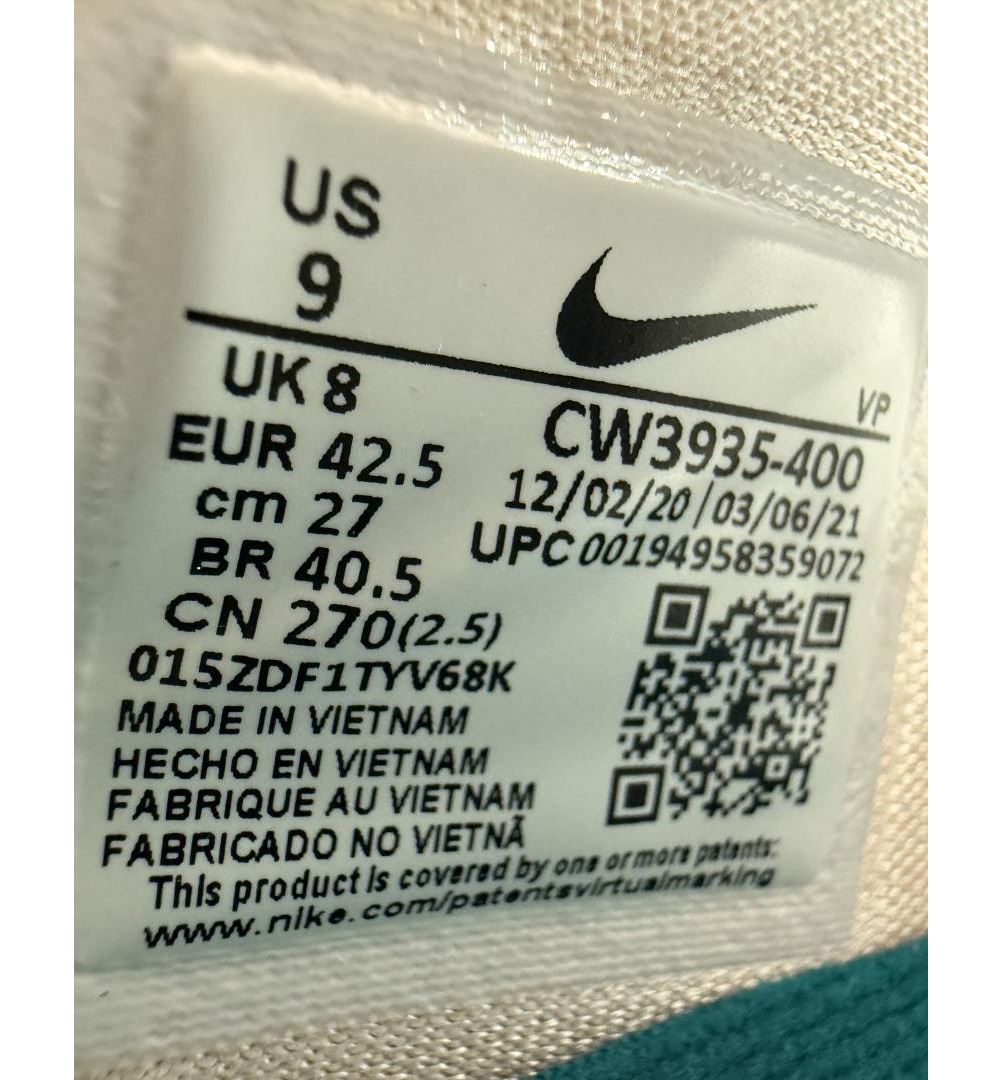 US
9
VP
UK 8
EUR 42.5
cm 27
BR 40.5
CN 270(2.5)
CW3935-400
12/02/20/03/06/21
UPC 00194958359072
015ZDF1TYV68K
MADE IN VIETNAM
HECHO EN VIETNAM
FABRIQUE AU VIETNAM
FABRICADO NO VIETNÃ
This product is covered by one or more patents:
www.nike.com/patentsvirtualmarking